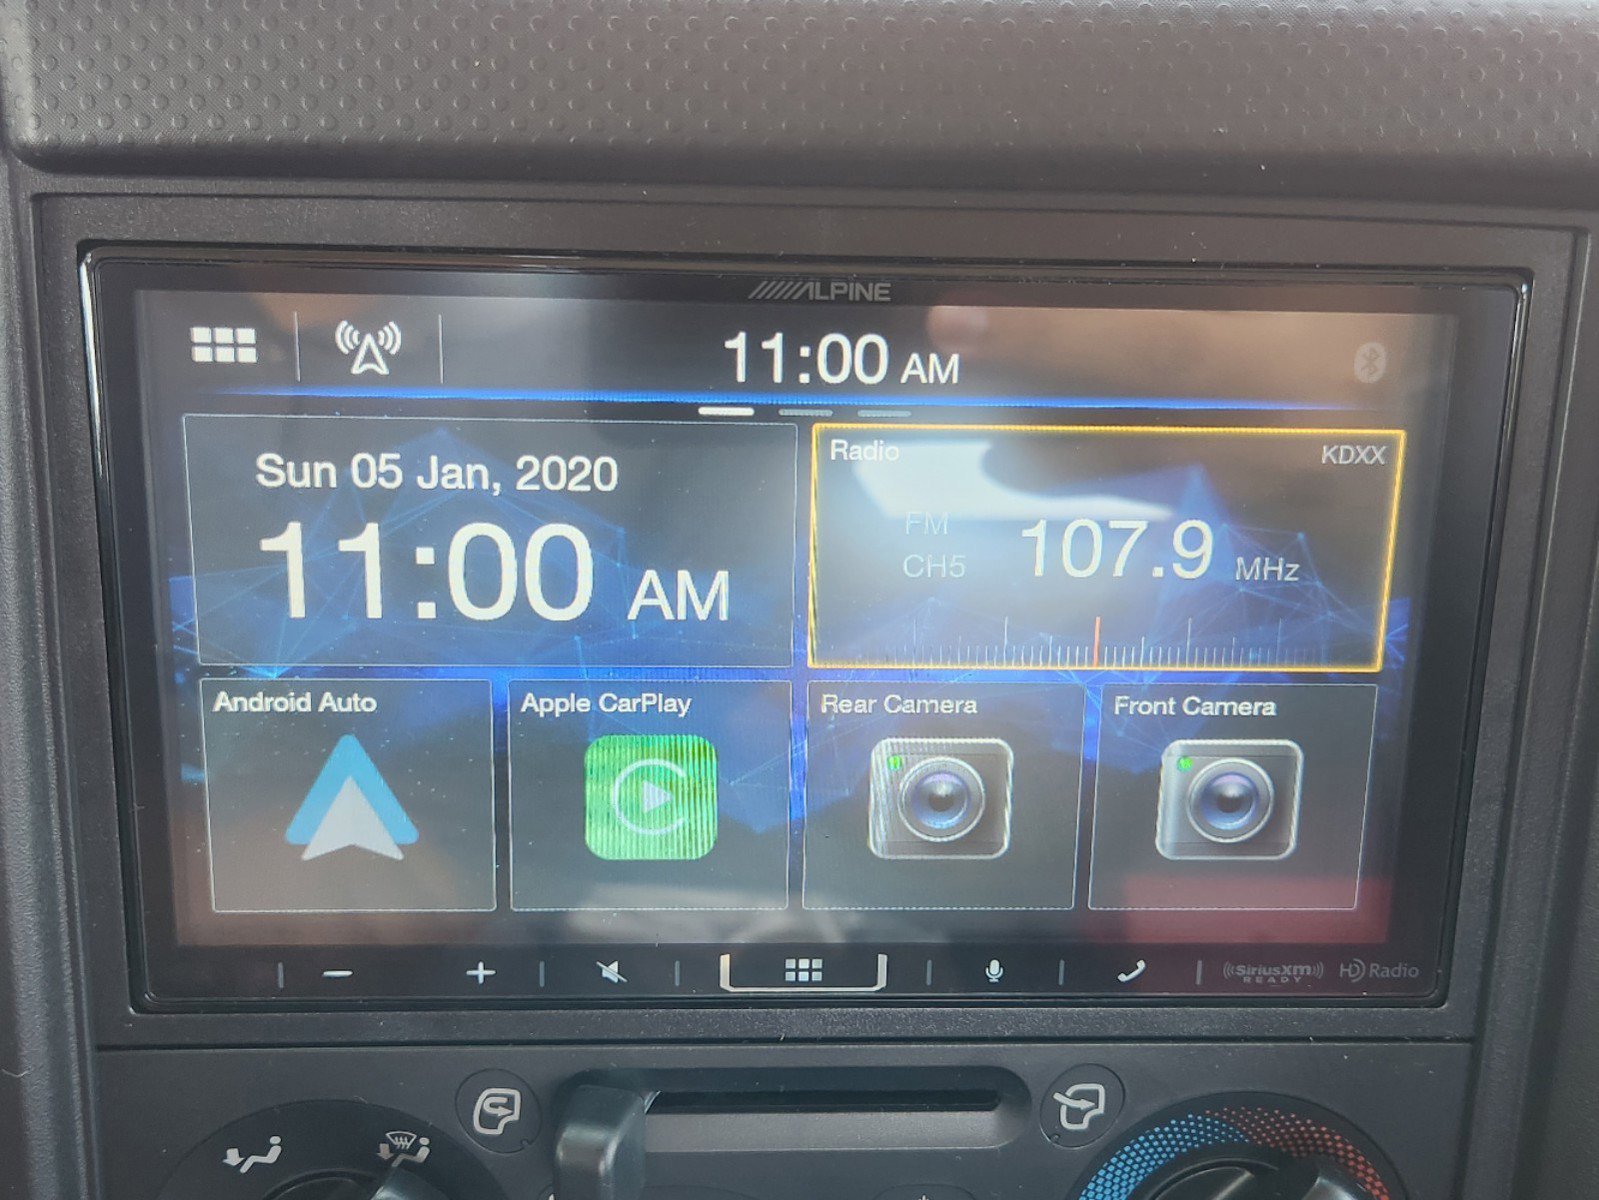 ALPINE
11:00 AM
Sun 05 Jan, 2020
11:00 AM
Radio KDXX
FM
CH5 107.9 MHz
Android Auto
Apple CarPlay
Rear Camera
Front Camera
SiriusXM
READY
HD Radio